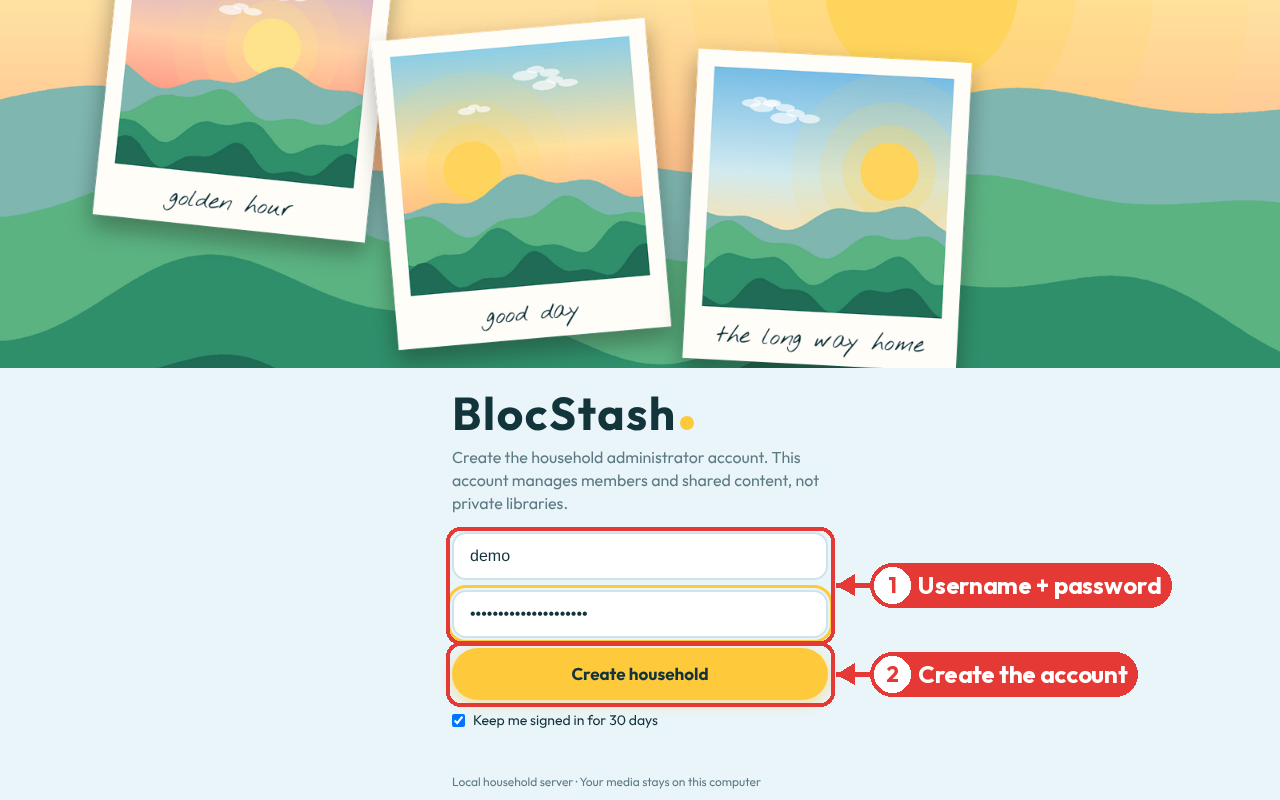 golden hour
good day
the long way home
BlocStash.
Create the household administrator account. This
account manages members and shared content, not
private libraries.
demo
•••••••••••••••••••••
1 Username + password
Create household
2 Create the account
Keep me signed in for 30 days
Local household server · Your media stays on this computer